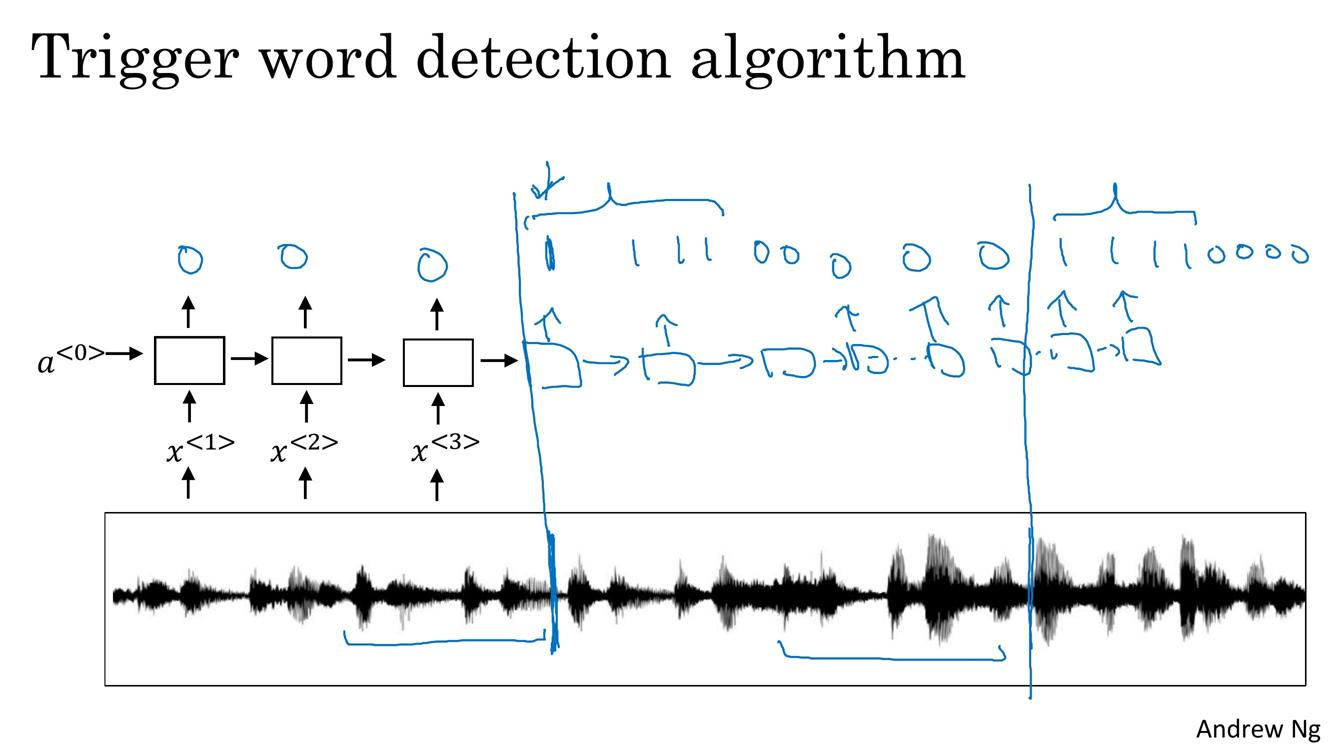 Trigger word detection algorithm
0 0 0 1 1 1 1 0 0 0 0 0 1 1 1 1 0 0 0 0
a<0>
x<1> x<2> x<3>
Andrew Ng